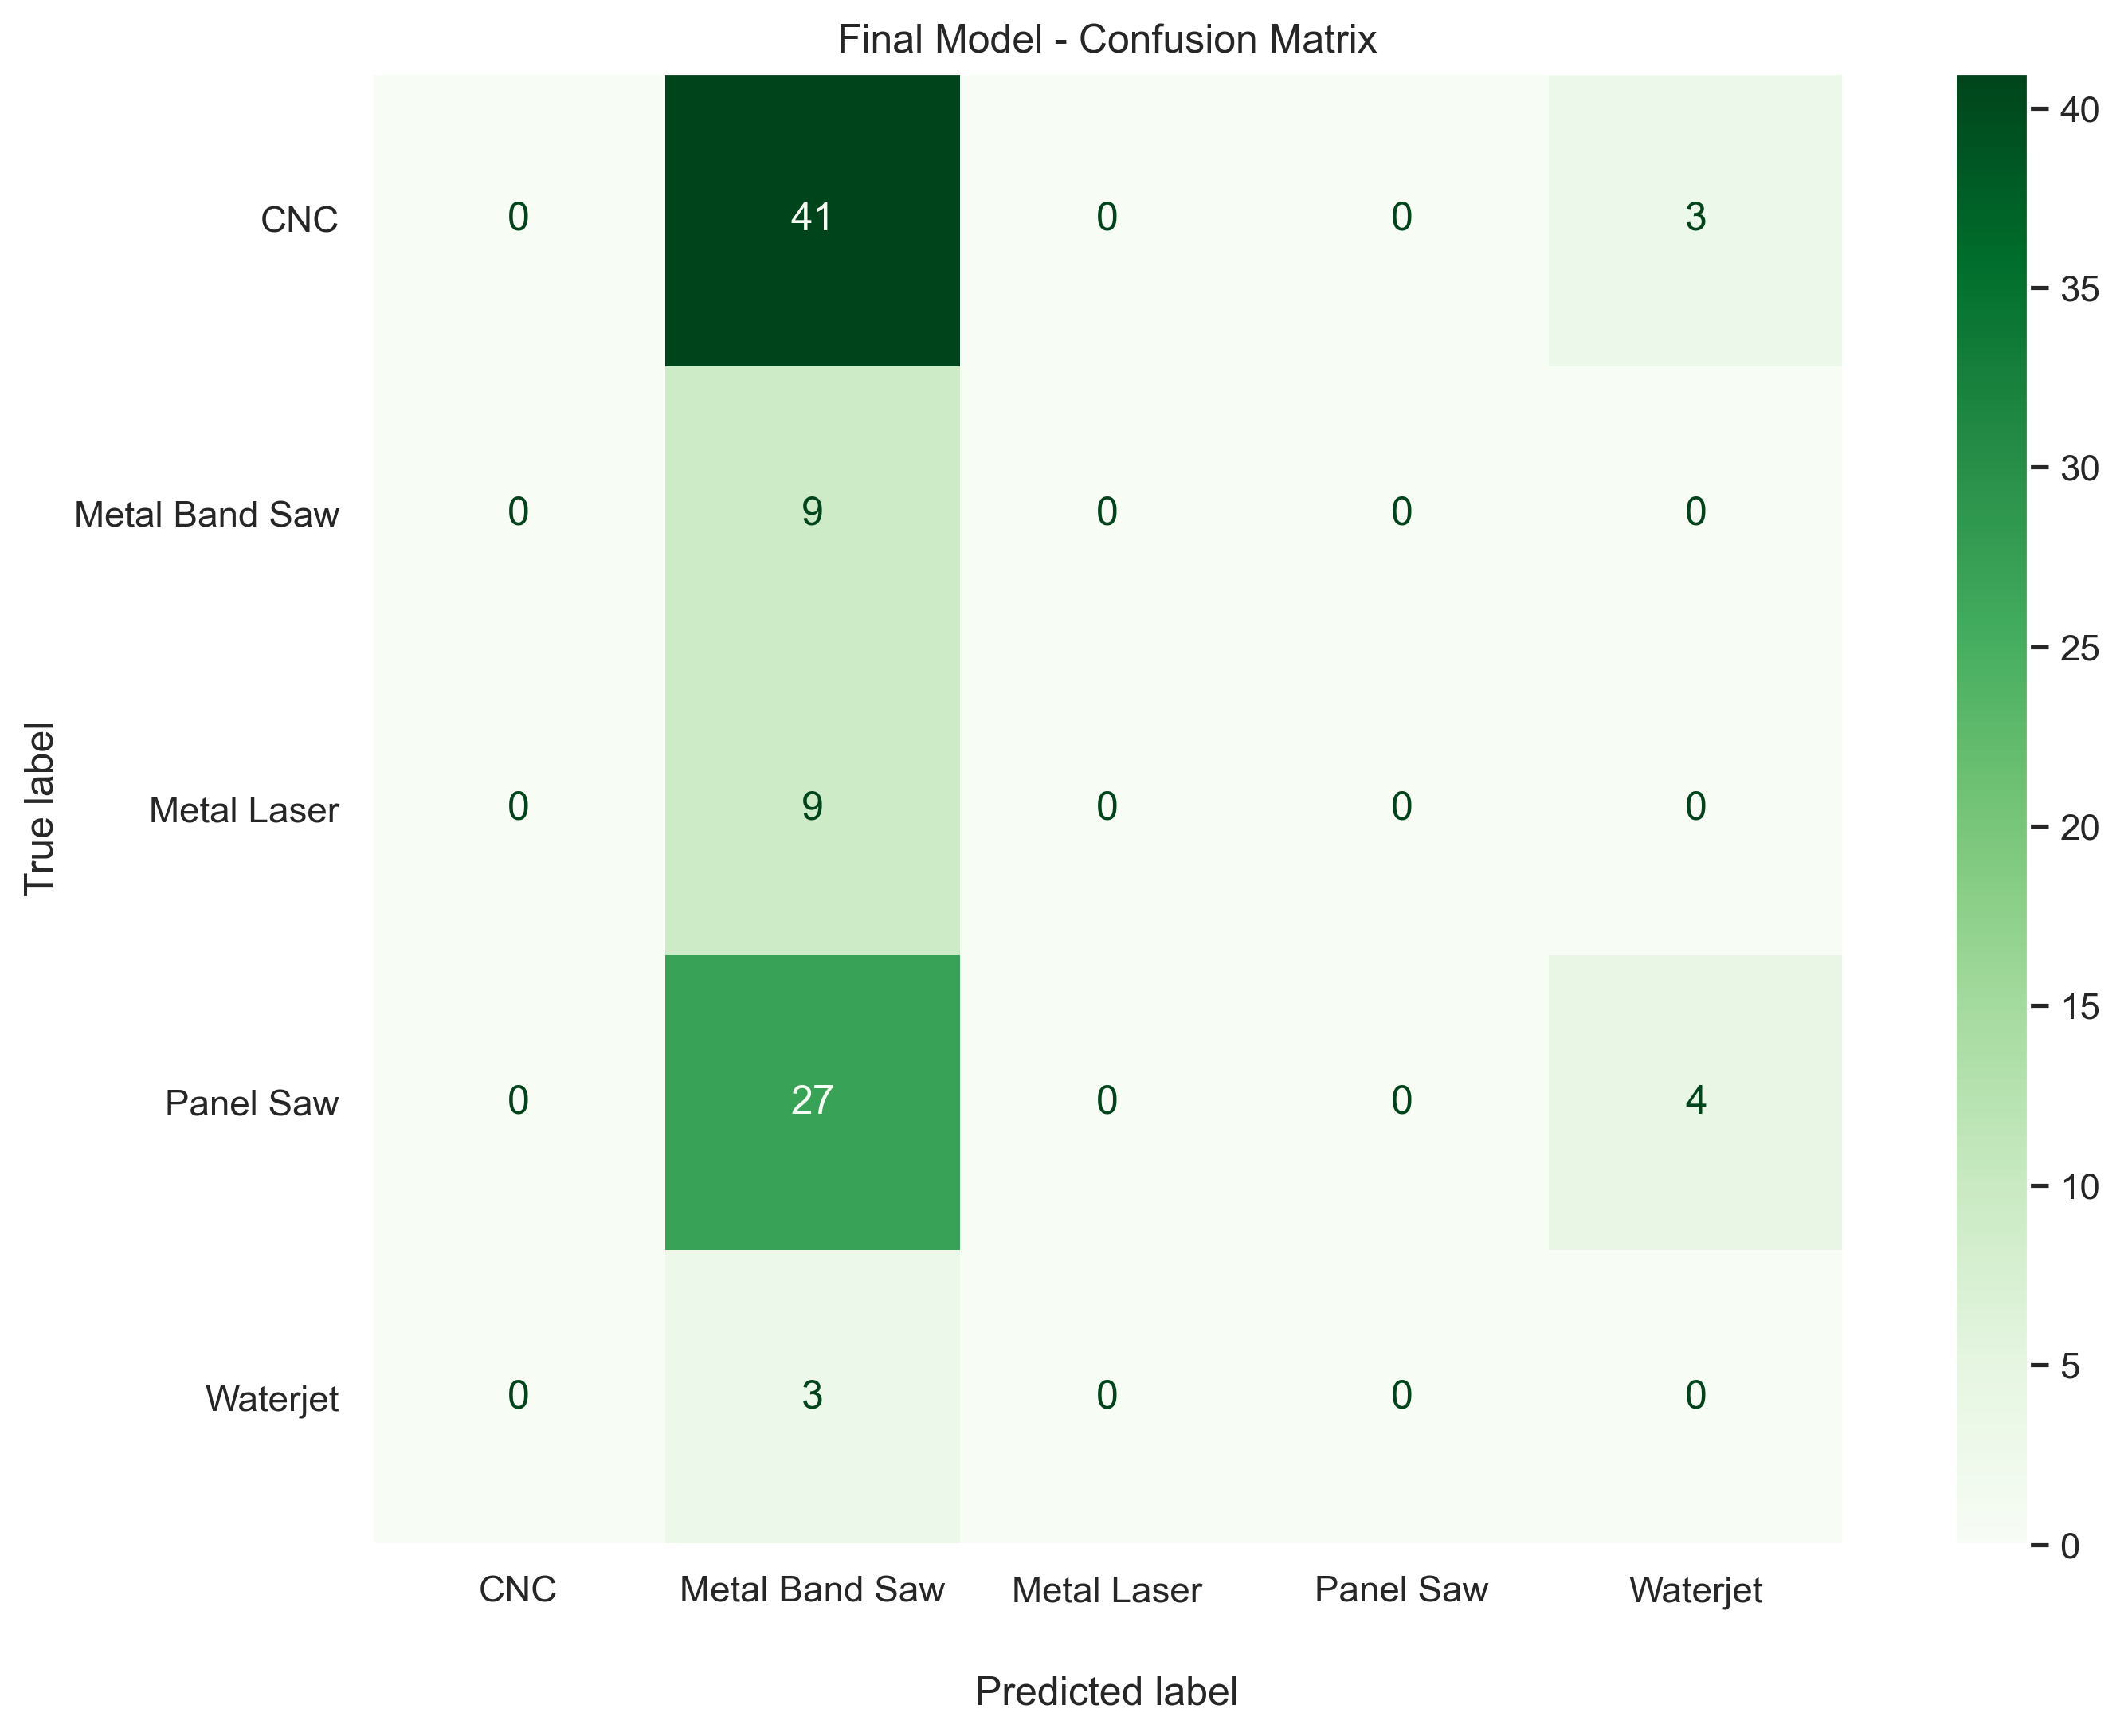 Final Model - Confusion Matrix
40
CNC 0 41 0 0 3
35
30
Metal Band Saw 0 9 0 0 0
25
True label
Metal Laser 0 9 0 0 0
20
15
Panel Saw 0 27 0 0 4
10
5
Waterjet 0 3 0 0 0
0
CNC Metal Band Saw Metal Laser Panel Saw Waterjet
Predicted label